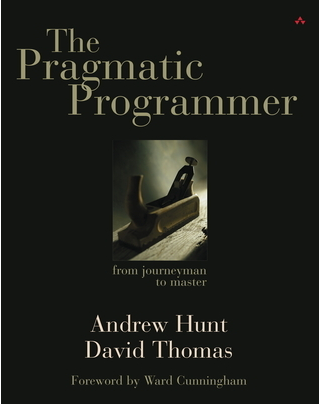 The
Pragmatic
Programmer
from journeyman
to master
Andrew Hunt
David Thomas
Foreword by Ward Cunningham